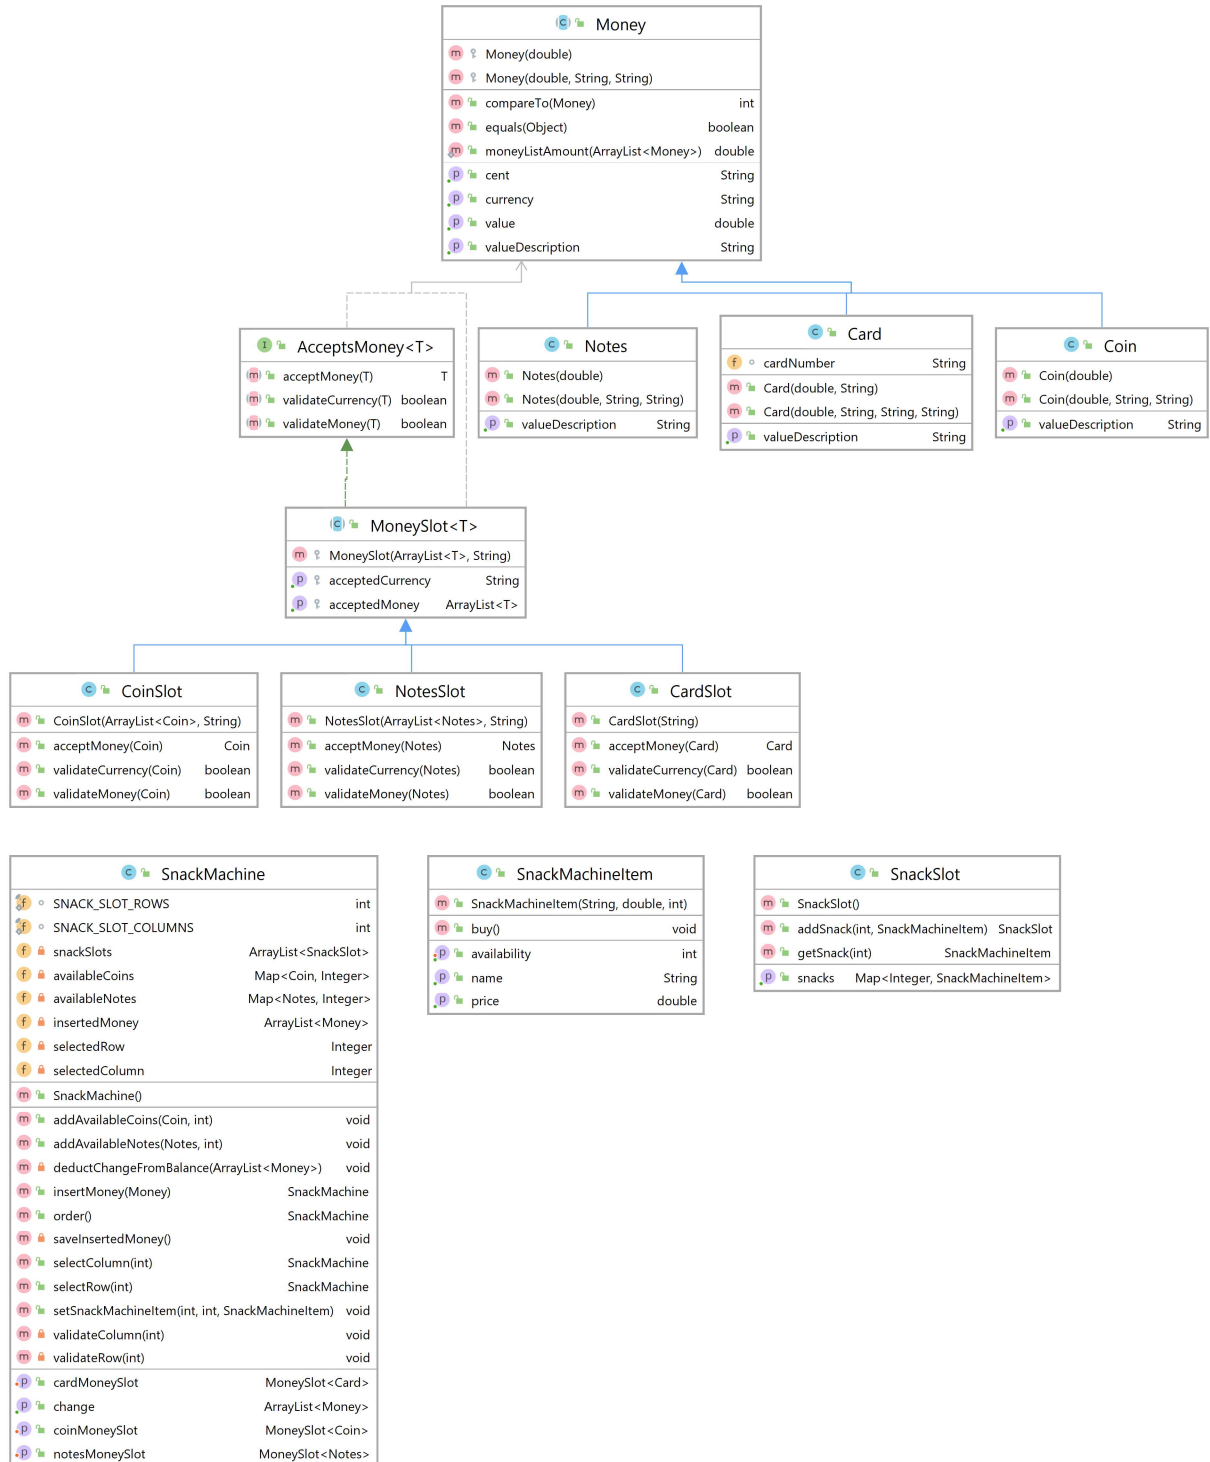 Money
Money(double)
Money(double, String, String)
compareTo(Money) int
equals(Object) boolean
moneyListAmount(ArrayList<Money>) double
cent String
currency String
value double
valueDescription String
AcceptsMoney<T>
acceptMoney(T) T
validateCurrency(T) boolean
validateMoney(T) boolean
Notes
Notes(double)
Notes(double, String, String)
valueDescription String
Card
cardNumber String
Card(double, String)
Card(double, String, String, String)
valueDescription String
Coin
Coin(double)
Coin(double, String, String)
valueDescription String
MoneySlot<T>
MoneySlot(ArrayList<T>, String)
acceptedCurrency String
acceptedMoney ArrayList<T>
CoinSlot
CoinSlot(ArrayList<Coin>, String)
acceptMoney(Coin) Coin
validateCurrency(Coin) boolean
validateMoney(Coin) boolean
NotesSlot
NotesSlot(ArrayList<Notes>, String)
acceptMoney(Notes) Notes
validateCurrency(Notes) boolean
validateMoney(Notes) boolean
CardSlot
CardSlot(String)
acceptMoney(Card) Card
validateCurrency(Card) boolean
validateMoney(Card) boolean
SnackMachine
SNACK_SLOT_ROWS int
SNACK_SLOT_COLUMNS int
snackSlots ArrayList<SnackSlot>
availableCoins Map<Coin, Integer>
availableNotes Map<Notes, Integer>
insertedMoney ArrayList<Money>
selectedRow Integer
selectedColumn Integer
SnackMachine()
addAvailableCoins(Coin, int) void
addAvailableNotes(Notes, int) void
deductChangeFromBalance(ArrayList<Money>) void
insertMoney(Money) SnackMachine
order() SnackMachine
saveInsertedMoney() void
selectColumn(int) SnackMachine
selectRow(int) SnackMachine
setSnackMachineItem(int, int, SnackMachineItem) void
validateColumn(int) void
validateRow(int) void
cardMoneySlot MoneySlot<Card>
change ArrayList<Money>
coinMoneySlot MoneySlot<Coin>
notesMoneySlot MoneySlot<Notes>
SnackMachineItem
SnackMachineItem(String, double, int)
buy() void
availability int
name String
price double
SnackSlot
SnackSlot()
addSnack(int, SnackMachineItem) SnackSlot
getSnack(int) SnackMachineItem
snacks Map<Integer, SnackMachineItem>